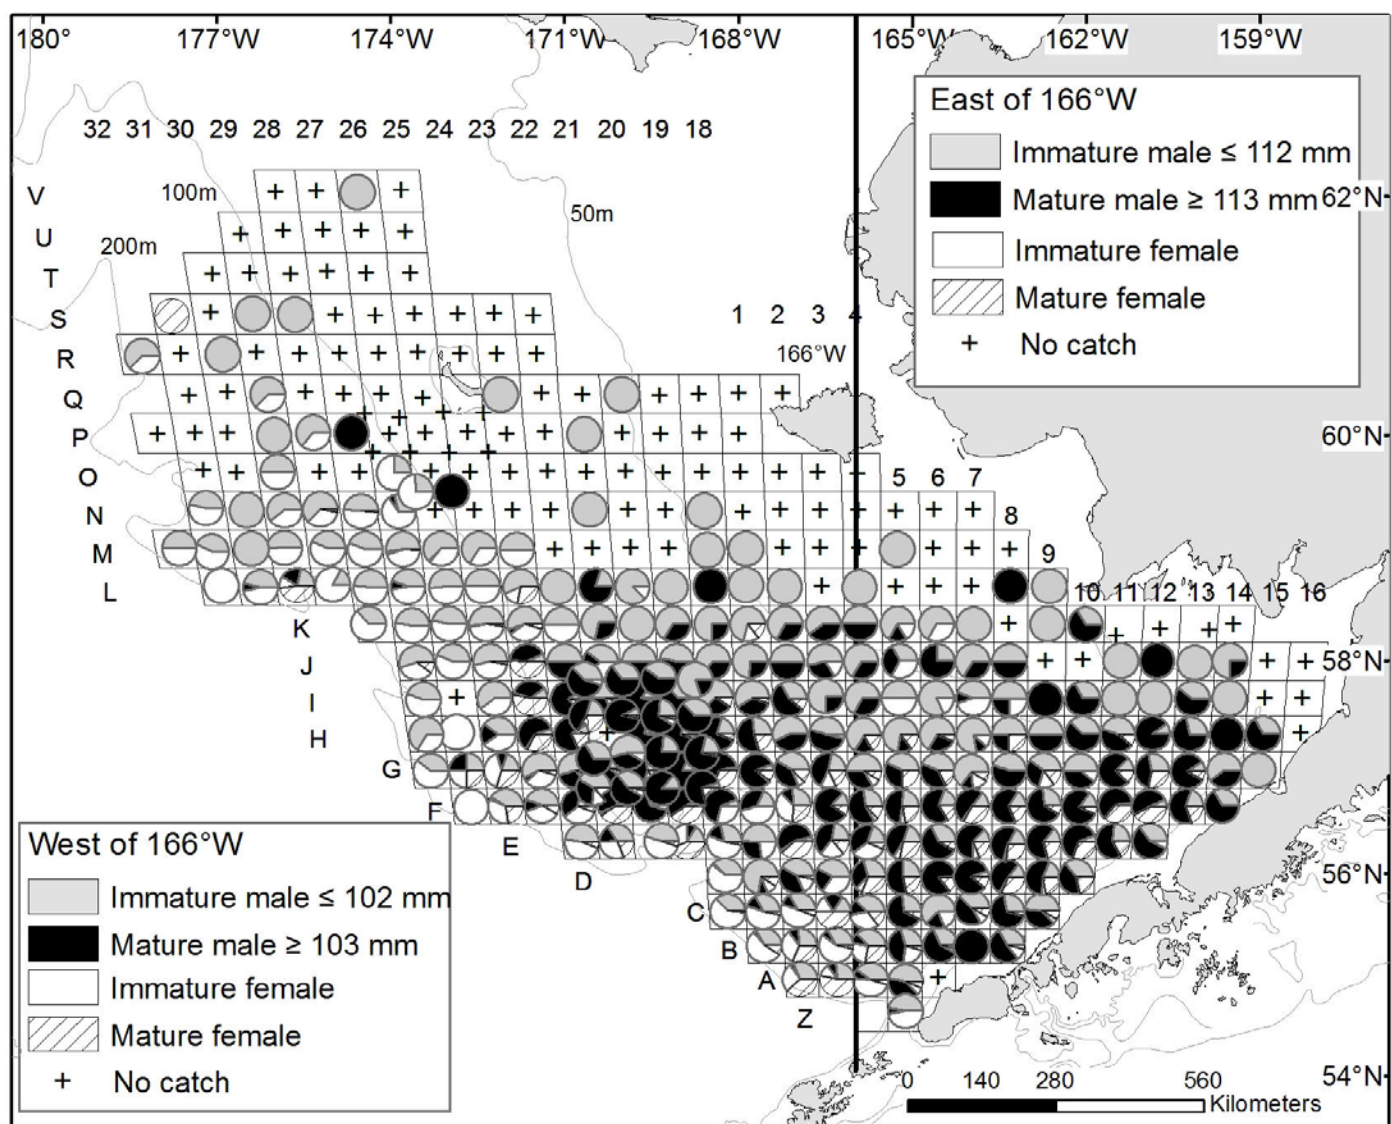 180° 177°W 174°W 171°W 168°W 165°W 162°W 159°W
East of 166°W
Immature male ≤ 112 mm
Mature male ≥ 113 mm
Immature female
Mature female
+ No catch
32 31 30 29 28 27 26 25 24 23 22 21 20 19 18
V
100m
62°N
50m
U
200m
T
S
1 2 3 4
R
166°W
Q
P
60°N
O
5 6 7
N
8
M
9
L
10 11 12 13 14 15 16
K
J
58°N
I
H
G
F
E
D
56°N
C
B
A
Z
West of 166°W
Immature male ≤ 102 mm
Mature male ≥ 103 mm
Immature female
Mature female
+ No catch
54°N
0 140 280 560
Kilometers